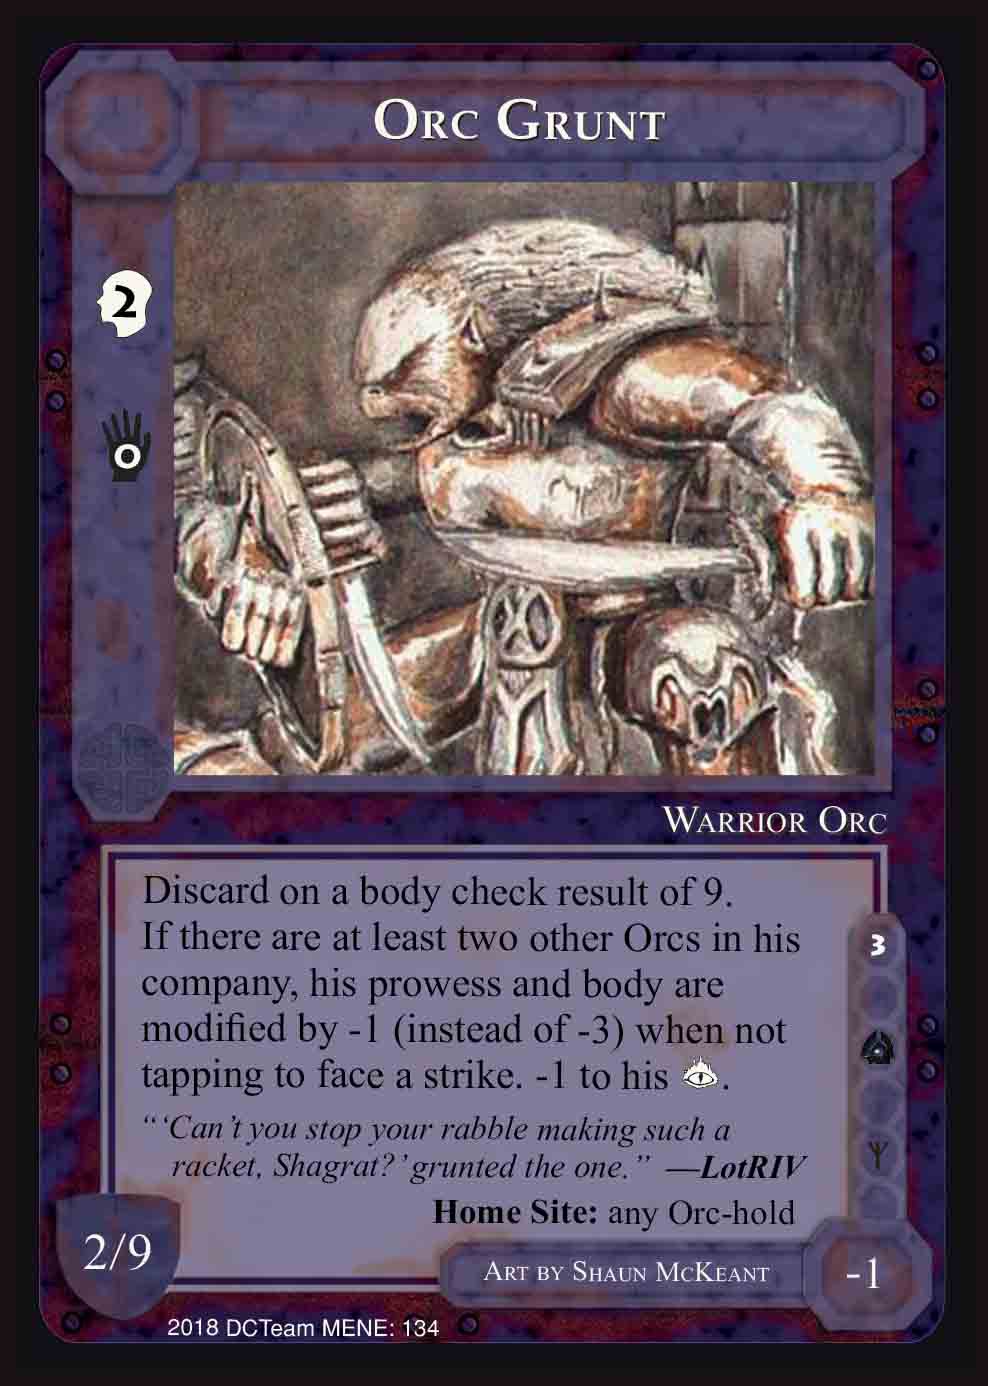 Orc Grunt
2
0
Warrior Orc
Discard on a body check result of 9.
If there are at least two other Orcs in his
company, his prowess and body are
modified by -1 (instead of -3) when not
tapping to face a strike. -1 to his .
3
“‘Can’t you stop your rabble making such a
racket, Shagrat?’ grunted the one.” —LotRIV
Home Site: any Orc-hold
2/9
Art by Shaun McKeant
-1
2018 DCTeam MENE: 134